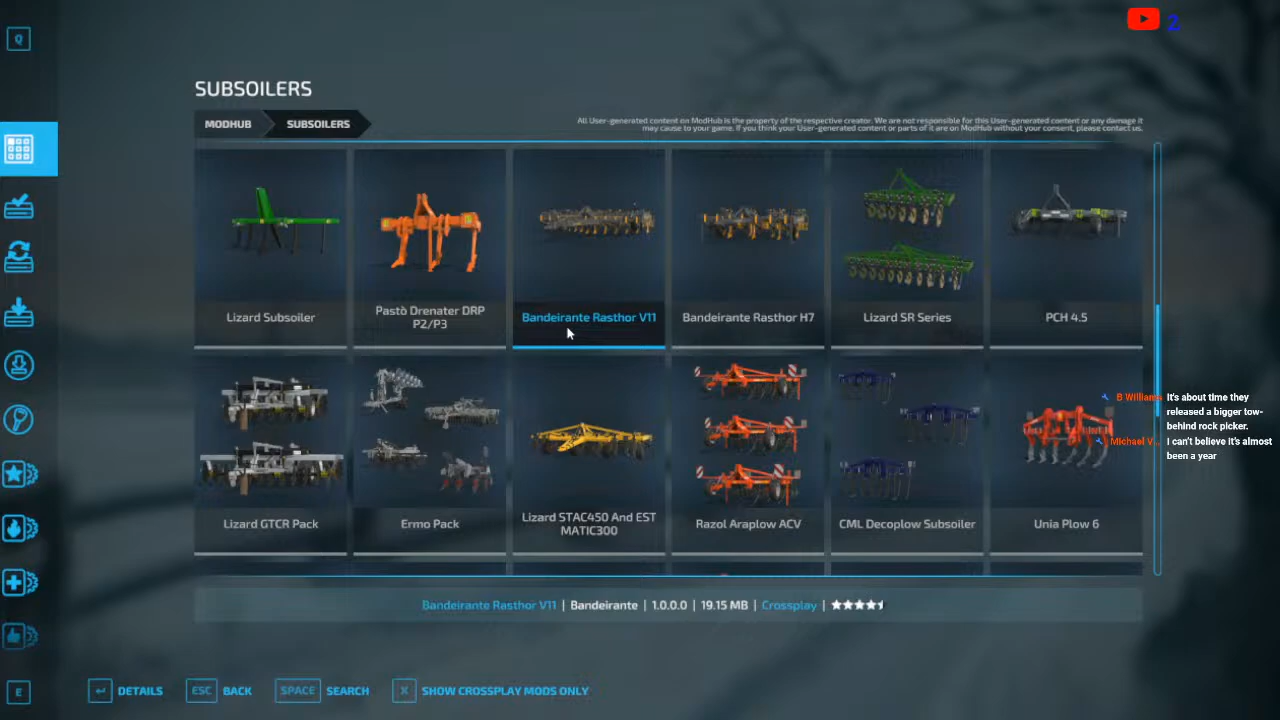 Q
2
SUBSOILERS
MODHUB
SUBSOILERS
All User-generated content on ModHub is the property of the respective creator. We are not responsible for this User-generated content or any damage it
may cause to your game. If you think your User-generated content or parts of it are on ModHub without your consent, please contact us.
Lizard Subsoiler
Pastò Drenater DRP
P2/P3
Bandeirante Rasthor V11
Bandeirante Rasthor H7
Lizard SR Series
PCH 4.5
Lizard GTCR Pack
Ermo Pack
Lizard STAC450 And EST
MATIC300
Razol Araplow ACV
CML Decoplow Subsoiler
Unia Plow 6
B William It's about time they
released a bigger tow-
behind rock picker.
Michael V... I can't believe it's almost
been a year
Bandeirante Rasthor V11 | Bandeirante | 1.0.0.0 | 19.15 MB | Crossplay |
E
DETAILS
ESC BACK
SPACE SEARCH
X SHOW CROSSPLAY MODS ONLY